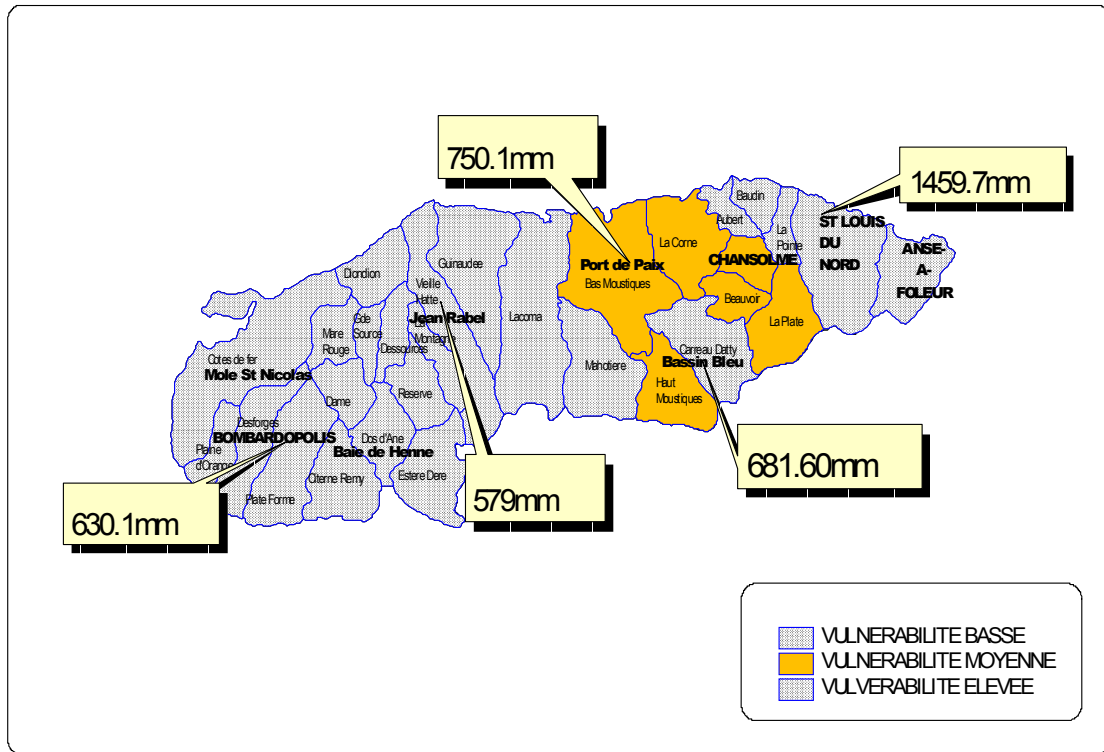 750.1mm
1459.7mm
Baudin
Aubert
La
Pointe
ST LOUIS
DU
NORD
ANSE-
A-
FOLEUR
La Corne
CHANSOLME
Guinaudee
Port de Paix
Bas Moustiques
Diondion
Vieille
Hatte
Jean Rabel
La
Montagne
Beauvoir
La Plate
Lacoma
Gde
Source
Mare
Rouge
Dessources
Carreau Datty
Bassin Bleu
Mahotiere
Cotes de fer
Mole St Nicolas
Haut
Moustiques
Reserve
Dame
Desforges
BOMBARDOPOLIS
Dos d'Ane
Baie de Henne
Plaine
d'Orange
Citerne Remy
Estere Dere
Plate Forme
681.60mm
579mm
630.1mm
VULNERABILITE BASSE
VULNERABILITE MOYENNE
VULVERABILITE ELEVEE